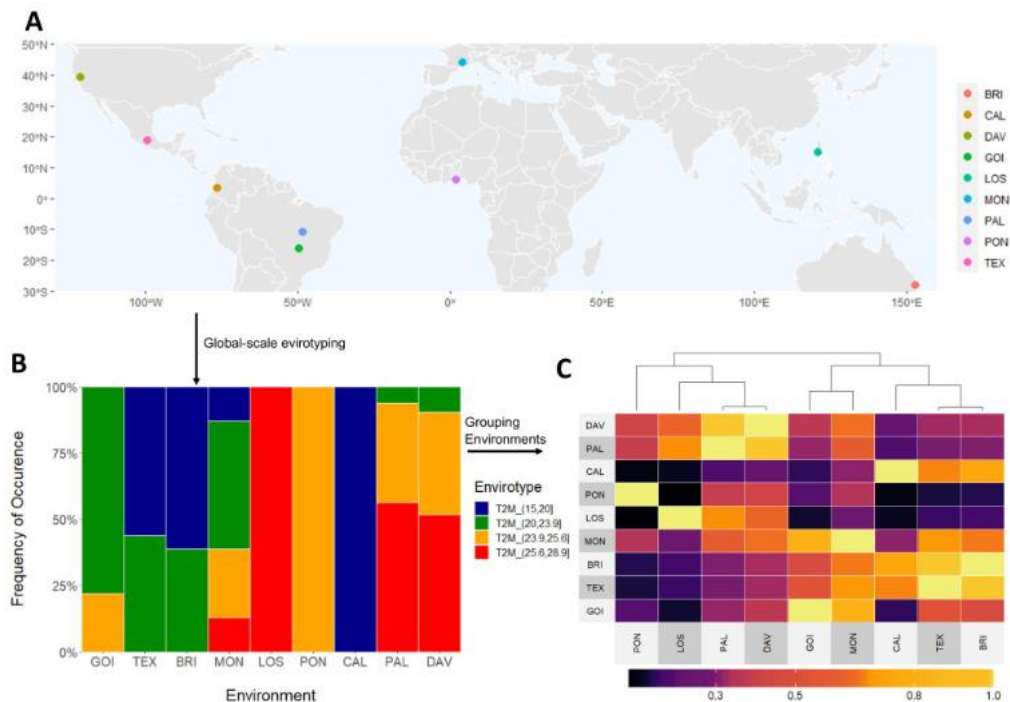 A
50°N
40°N
30°N
20°N
10°N
0°
10°S
20°S
30°S
100°W
50°W
0°
50°E
100°E
150°E
BRI
CAL
DAV
GOI
LOS
MON
PAL
PON
TEX
Global-scale evirotyping
B
Frequency of Occurence
100%
75%
50%
25%
0%
GOI TEX BRI MON LOS PON CAL PAL DAV
Environment
Grouping
Environments
Envirotype
T2M_(15,20]
T2M_(20,23.9]
T2M_(23.9,25.6]
T2M_(25.6,28.9]
C
DAV
PAL
CAL
PON
LOS
MON
BRI
TEX
GOI
PON LOS PAL DAV GOI MON CAL TEX BRI
0.3 0.5 0.8 1.0